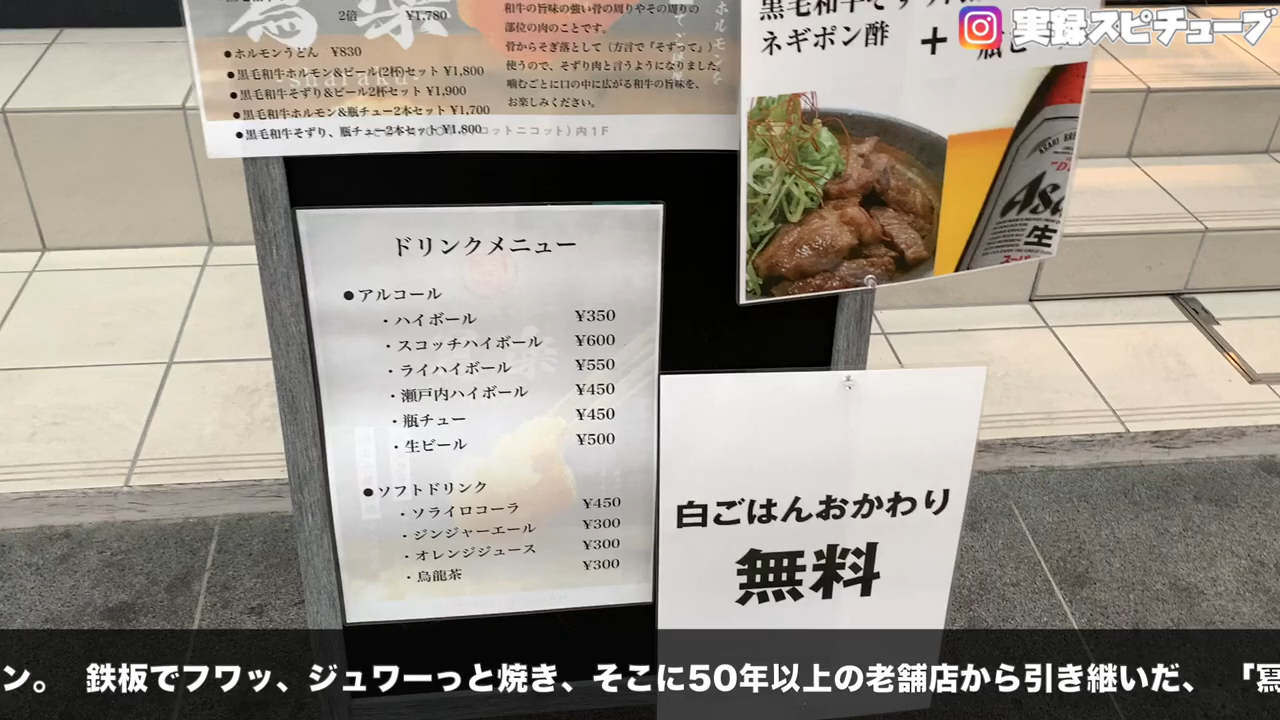 2倍 ¥1,780
●ホルモンうどん ¥830
●黒毛和牛ホルモン&ビール(2杯)セット ¥1,800
●黒毛和牛そずり&ビール2杯セット ¥1,900
●黒毛和牛ホルモン&瓶チュー2本セット ¥1,700
●黒毛和牛そずり、瓶チュー2本セット ¥1,800
和牛の旨味の強い骨の周りやその周りの
部位の肉のことです。
骨からそぎ落として(方言で『そずって』)
使うので、そずり肉と言うようになりました。
噛むごとに口の中に広がる和牛の旨味を、
お楽しみください。
コットニコット)内1F
ネギポン酢 +
実録スピチューブ
ASAHI
Asa
生
ドリンクメニュー
●アルコール
・ハイボール ¥350
・スコッチハイボール ¥600
・ライハイボール ¥550
・瀬戸内ハイボール ¥450
・瓶チュー ¥450
・生ビール ¥500
●ソフトドリンク
・ソライロコーラ ¥450
・ジンジャーエール ¥300
・オレンジジュース ¥300
・烏龍茶 ¥300
白ごはんおかわり
無料
ン。 鉄板でフワッ、ジュワーっと焼き、そこに50年以上の老舗店から引き継いだ、 「寫